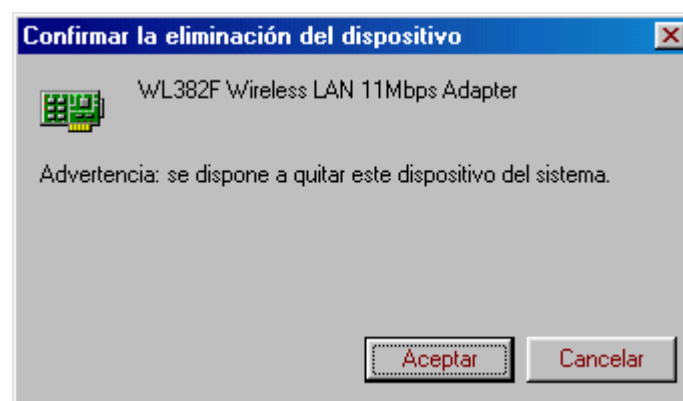 Confirmar la eliminación del dispositivo
WL382F Wireless LAN 11Mbps Adapter
Advertencia: se dispone a quitar este dispositivo del sistema.
Aceptar
Cancelar